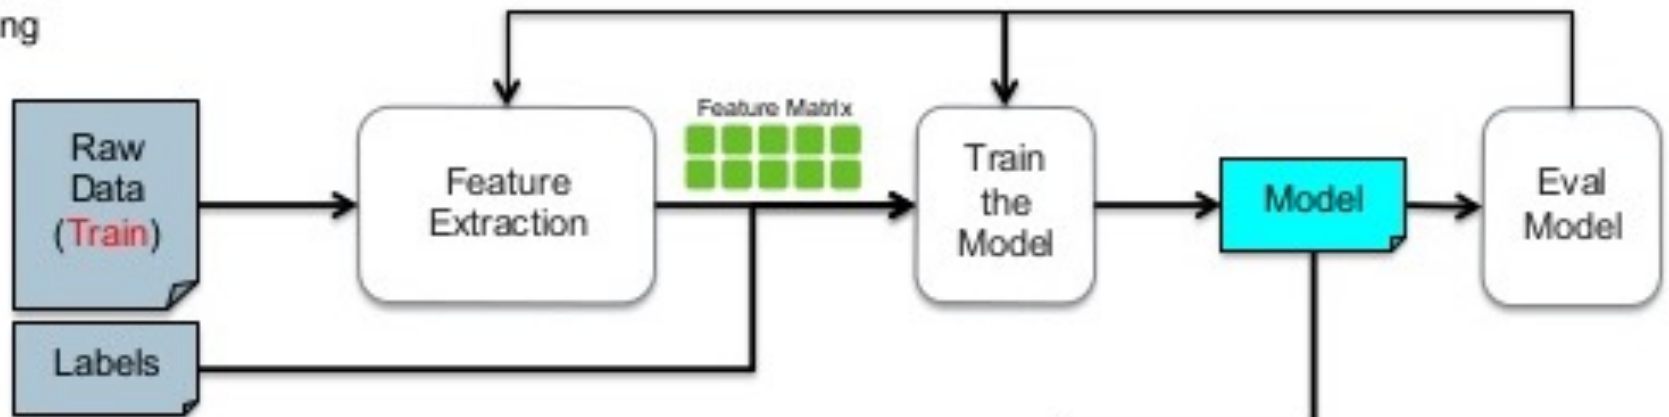 ng
Raw
Data
(Train)
Labels
Feature
Extraction
Feature Matrix
Train
the
Model
Model
Eval
Model